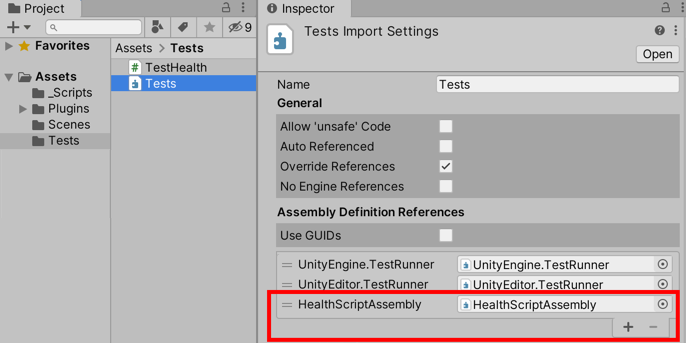 Project
9
Favorites
Assets
_Scripts
Plugins
Scenes
Tests
Assets > Tests
# TestHealth
Tests
Inspector
Tests Import Settings
Open
Name Tests
General
Allow 'unsafe' Code
Auto Referenced
Override References
No Engine References
Assembly Definition References
Use GUIDs
UnityEngine.TestRunner UnityEngine.TestRunner
UnityEditor.TestRunner UnityEditor.TestRunner
HealthScriptAssembly HealthScriptAssembly